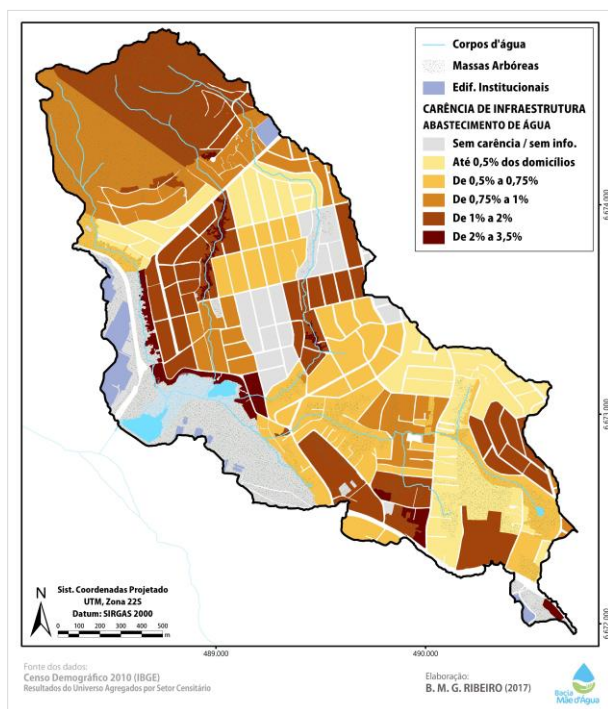 Corpos d'água
Massas Arbóreas
Edif. Institucionais
CARÊNCIA DE INFRAESTRUTURA
ABASTECIMENTO DE ÁGUA
Sem carência / sem info.
Até 0,5% dos domicílios
De 0,5% a 0,75%
De 0,75% a 1%
De 1% a 2%
De 2% a 3,5%
6.674.000
6.673.000
6.672.000
N
Sist. Coordenadas Projetado
UTM, Zona 22S
Datum: SIRGAS 2000
0 100 200 300 400 500
m
489.000
490.000
Fonte dos dados:
Censo Demográfico 2010 (IBGE)
Resultados do Universo Agregados por Setor Censitário
Elaboração:
B. M. G. RIBEIRO (2017)
Bacia
Mãe d'Água